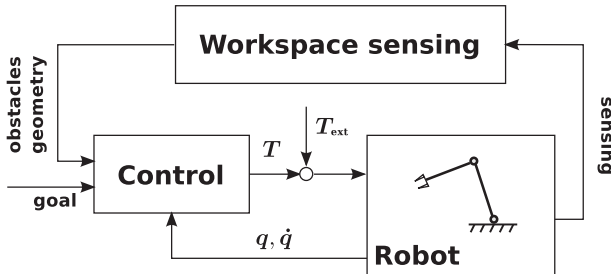 Workspace sensing
obstacles
geometry
sensing
T_ext
T
Control
goal
q, q̇
Robot